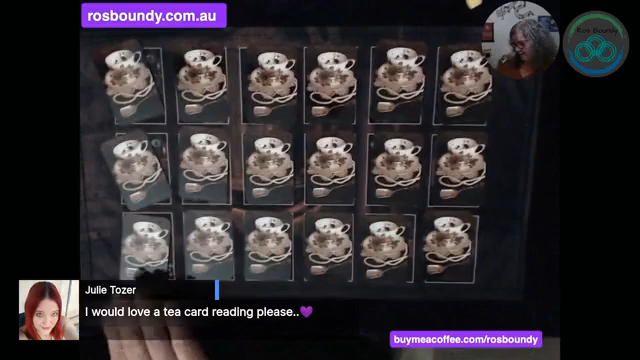 rosboundy.com.au
Ros Boundy
Julie Tozer
I would love a tea card reading please..💜
buymeacoffee.com/rosboundy